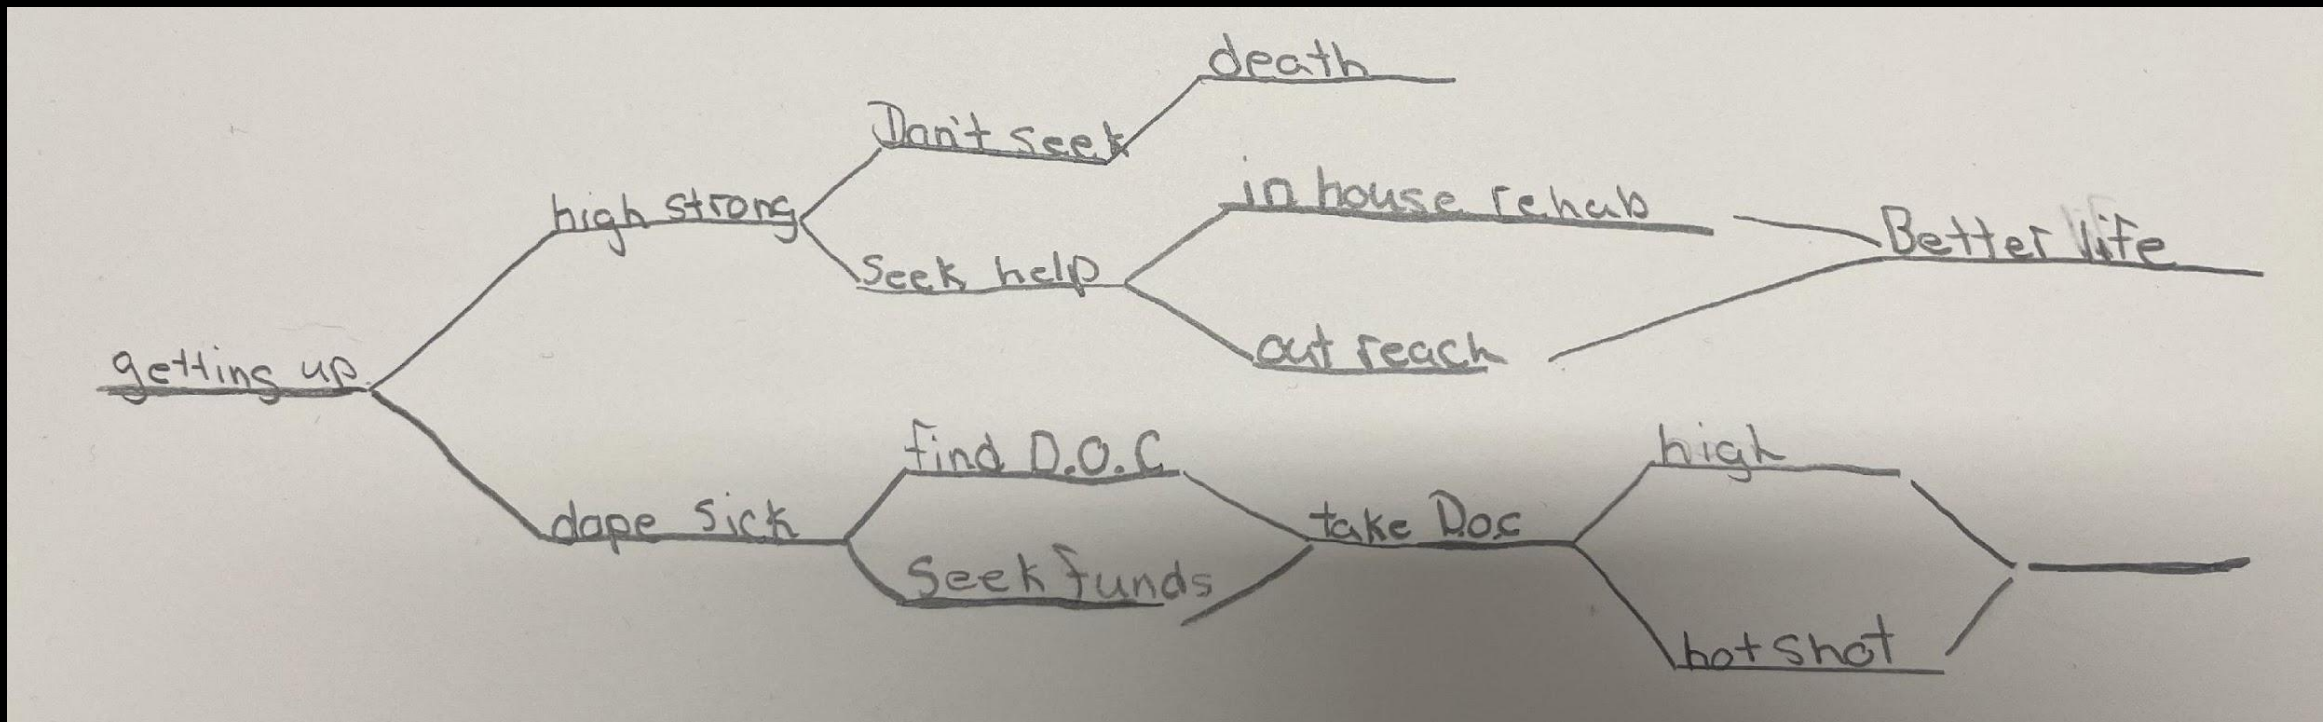 death
Don't seek
in house rehab
high strong
Better life
Seek help
out reach
getting up
find D.O.C
high
dope sick
take Doc
Seek funds
hot shot